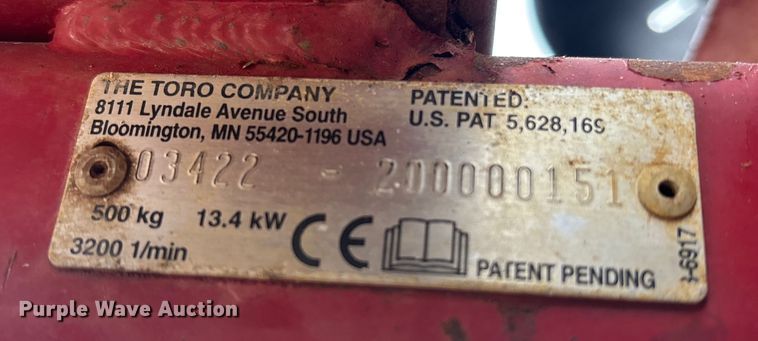 THE TORO COMPANY
8111 Lyndale Avenue South
Bloomington, MN 55420-1196 USA
PATENTED:
U.S. PAT 5,628,169
03422 - 200000151
500 kg 13.4 kW
3200 1/min
CE
PATENT PENDING
-6917
Purple Wave Auction